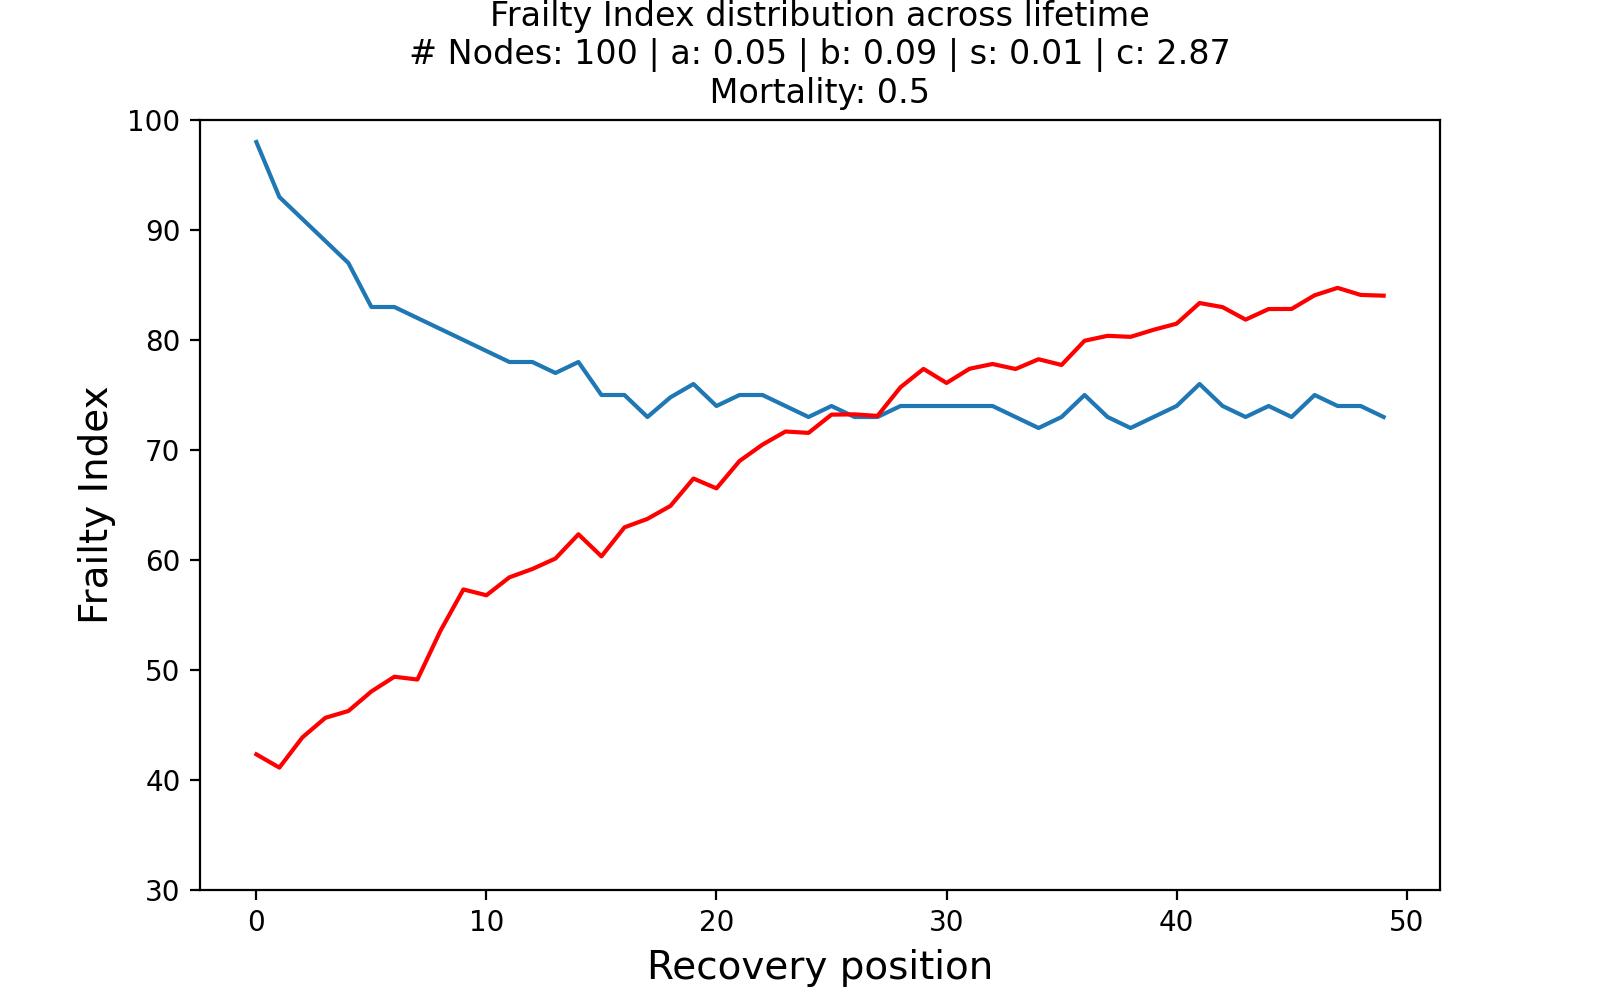 Frailty Index distribution across lifetime
# Nodes: 100 | a: 0.05 | b: 0.09 | s: 0.01 | c: 2.87
Mortality: 0.5
100
90
80
70
60
50
40
30
Frailty Index
0 10 20 30 40 50
Recovery position